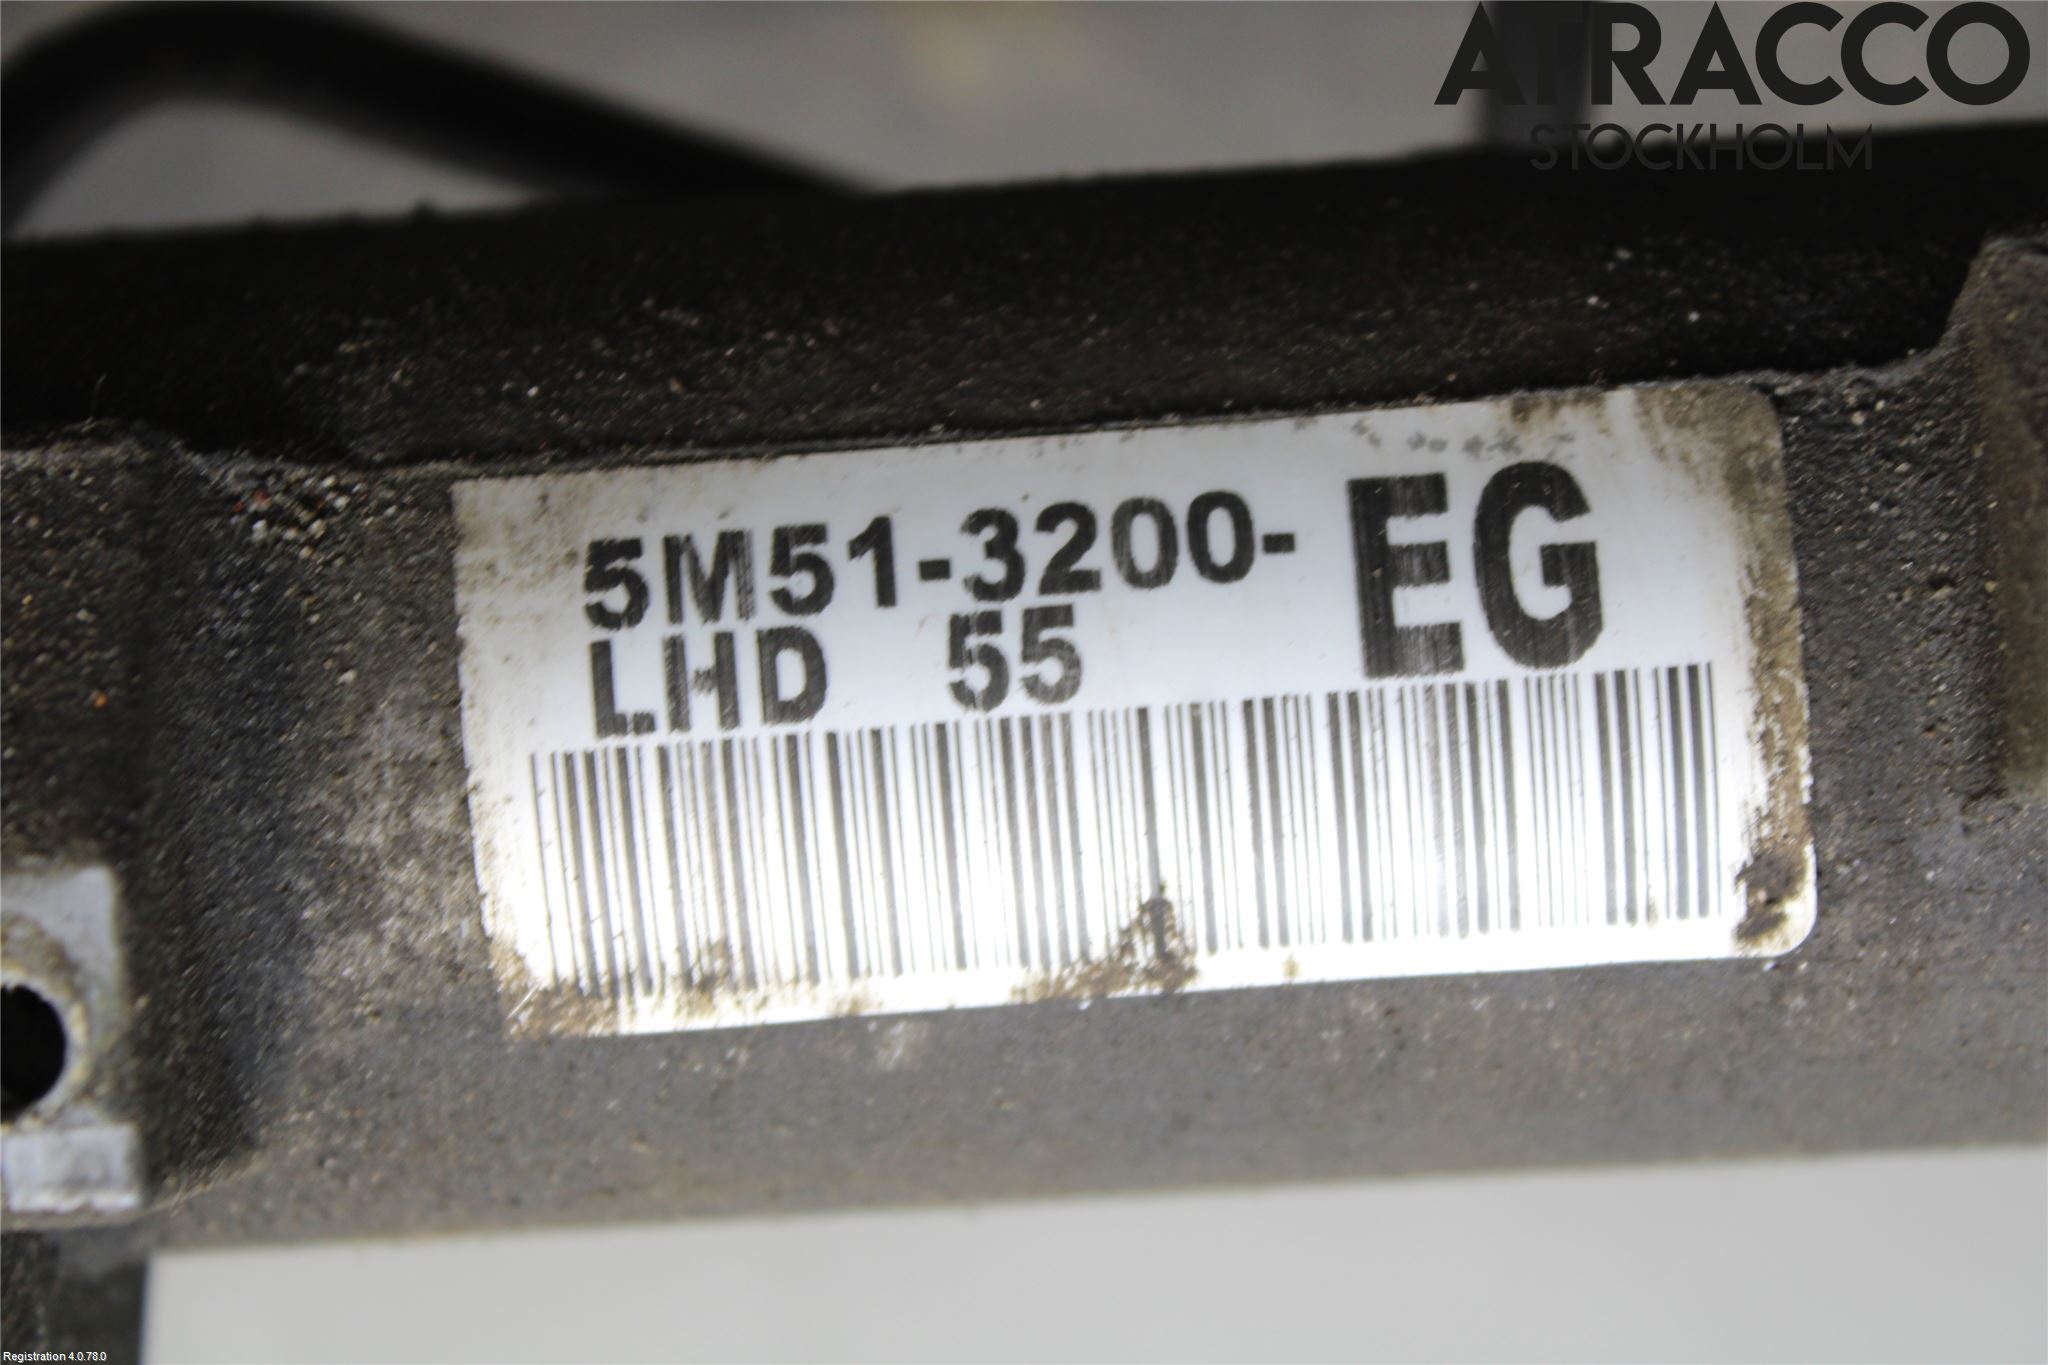 ATRACCO
STOCKHOLM
5M51-3200-EG
LHD 55
Registration 4.0.78.0